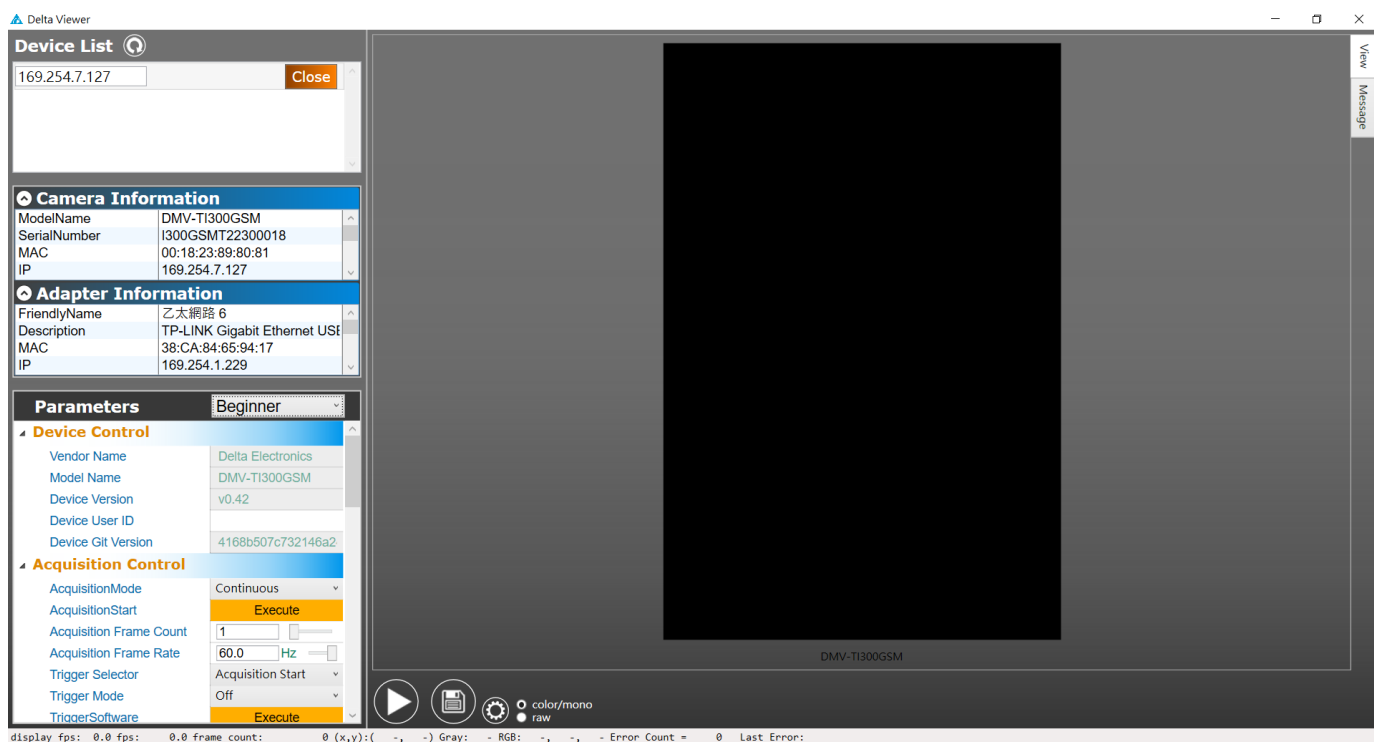 Delta Viewer
Device List
169.254.7.127 Close
Camera Information
ModelName DMV-TI300GSM
SerialNumber I300GSMT22300018
MAC 00:18:23:89:80:81
IP 169.254.7.127
Adapter Information
FriendlyName 乙太網路 6
Description TP-LINK Gigabit Ethernet USB
MAC 38:CA:84:65:94:17
IP 169.254.1.229
Parameters Beginner
Device Control
Vendor Name Delta Electronics
Model Name DMV-TI300GSM
Device Version v0.42
Device User ID
Device Git Version 4168b507c732146a2
Acquisition Control
AcquisitionMode Continuous
AcquisitionStart Execute
Acquisition Frame Count 1
Acquisition Frame Rate 60.0 Hz
Trigger Selector Acquisition Start
Trigger Mode Off
TriggerSoftware Execute
DMV-TI300GSM
color/mono
raw
View
Message
display fps: 0.0 fps: 0.0 frame count: 0 (x,y):( -, -) Gray: - RGB: -, -, - Error Count = 0 Last Error: